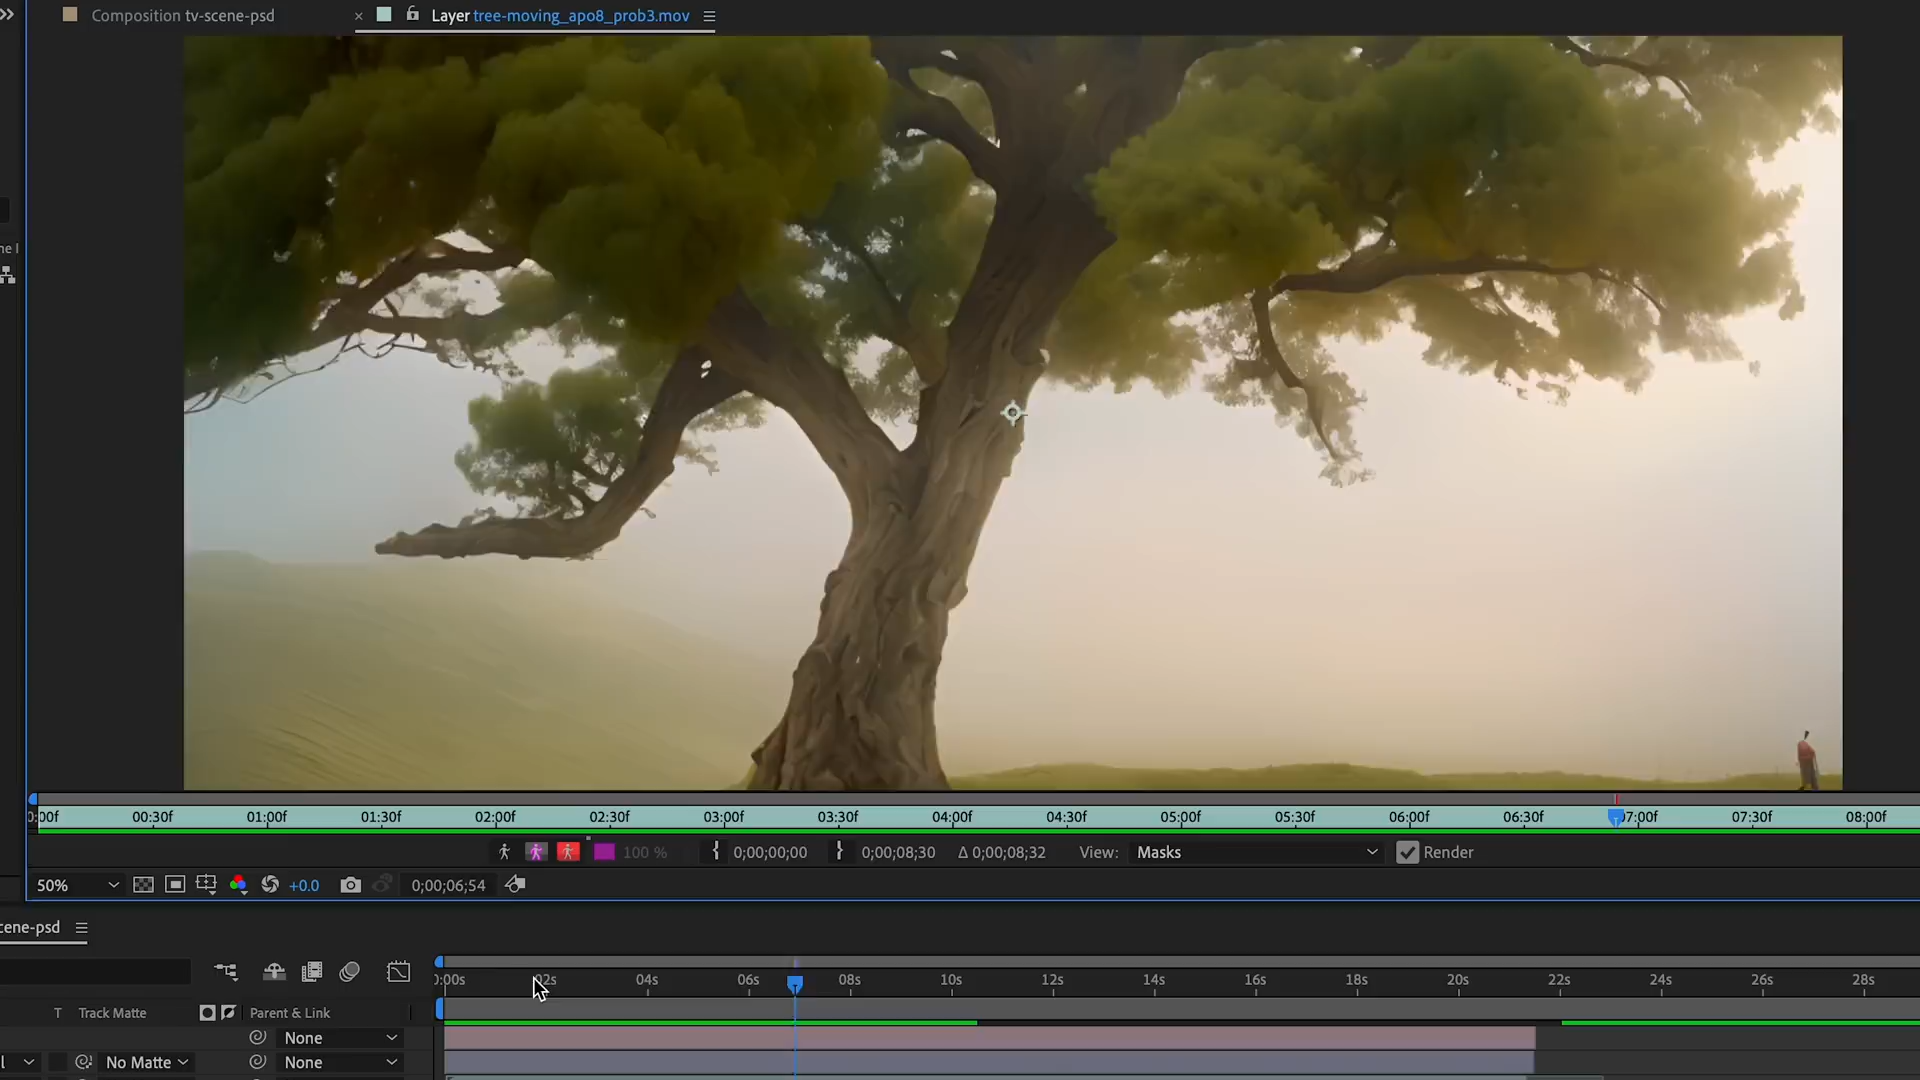 Composition tv-scene-psd
Layer tree-moving_apo8_prob3.mov
ne I
0:00f 00:30f 01:00f 01:30f 02:00f 02:30f 03:00f 03:30f 04:00f 04:30f 05:00f 05:30f 06:00f 06:30f 07:00f 07:30f 08:00f
100 % 0;00;00;00 0;00;08;30 Δ 0;00;08;32 View: Masks Render
50% +0.0 0;00;06;54
cene-psd
0:00s 02s 04s 06s 08s 10s 12s 14s 16s 18s 20s 22s 24s 26s 28s
T Track Matte Parent & Link
None
l No Matte None